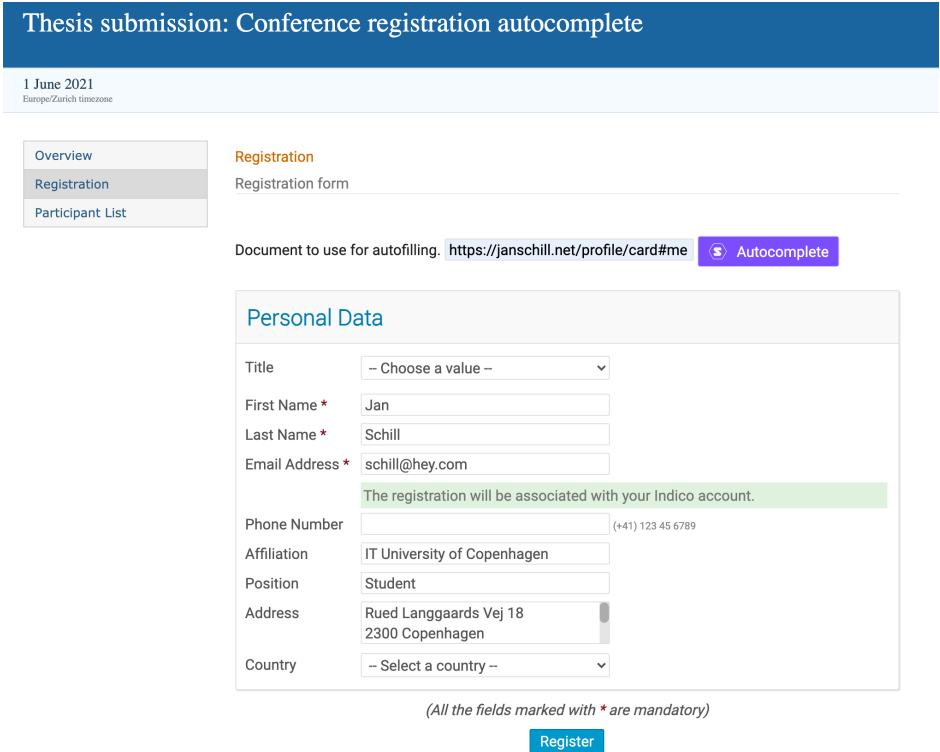 Thesis submission: Conference registration autocomplete
1 June 2021
Europe/Zurich timezone
Overview
Registration
Participant List
Registration
Registration form
Document to use for autofilling. https://janschill.net/profile/card#me Autocomplete
Personal Data
Title -- Choose a value --
First Name * Jan
Last Name * Schill
Email Address * schill@hey.com
The registration will be associated with your Indico account.
Phone Number (+41) 123 45 6789
Affiliation IT University of Copenhagen
Position Student
Address Rued Langgaards Vej 18
2300 Copenhagen
Country -- Select a country --
(All the fields marked with * are mandatory)
Register